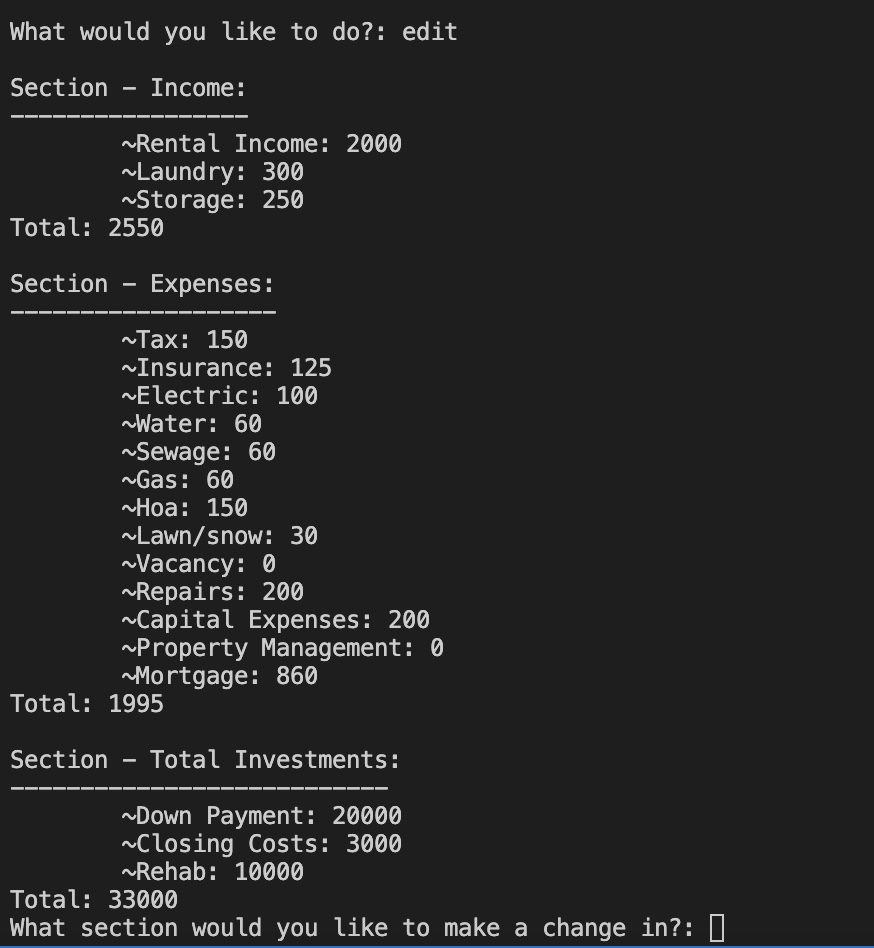 What would you like to do?: edit
Section - Income:
-----------------
~Rental Income: 2000
~Laundry: 300
~Storage: 250
Total: 2550
Section - Expenses:
-------------------
~Tax: 150
~Insurance: 125
~Electric: 100
~Water: 60
~Sewage: 60
~Gas: 60
~Hoa: 150
~Lawn/snow: 30
~Vacancy: 0
~Repairs: 200
~Capital Expenses: 200
~Property Management: 0
~Mortgage: 860
Total: 1995
Section - Total Investments:
---------------------------
~Down Payment: 20000
~Closing Costs: 3000
~Rehab: 10000
Total: 33000
What section would you like to make a change in?: